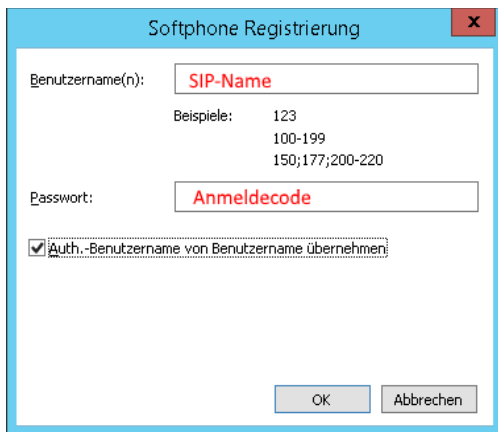 Softphone Registrierung
x
Benutzername(n): SIP-Name
Beispiele: 123
100-199
150;177;200-220
Passwort: Anmeldecode
Auth.-Benutzername von Benutzername übernehmen
OK Abbrechen